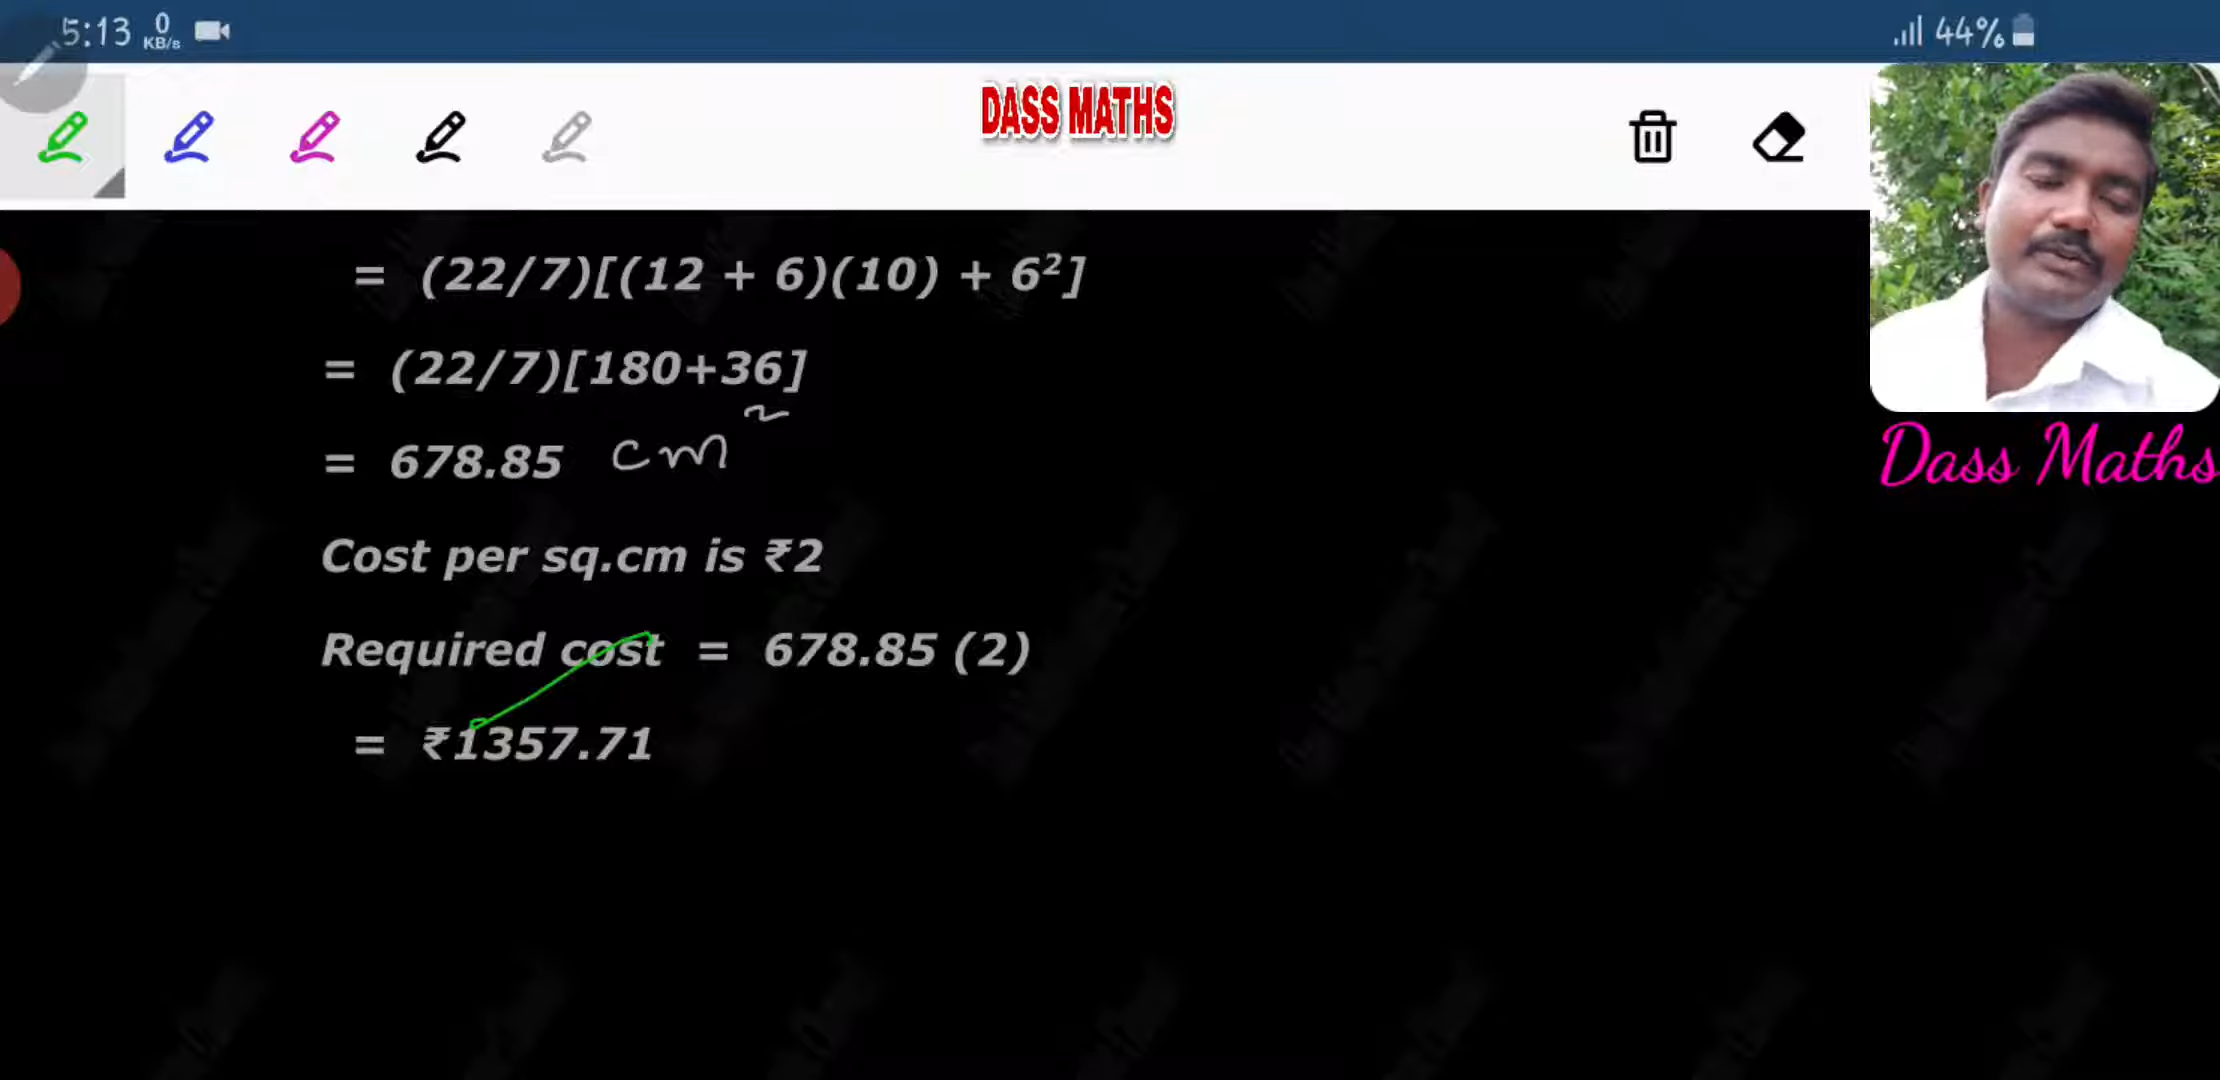 5:13 0 KB/s 44%
DASS MATHS
= (22/7)[(12 + 6)(10) + 6²]
= (22/7)[180+36]
= 678.85 cm²
Dass Maths
Cost per sq.cm is ₹2
Required cost = 678.85 (2)
= ₹1357.71